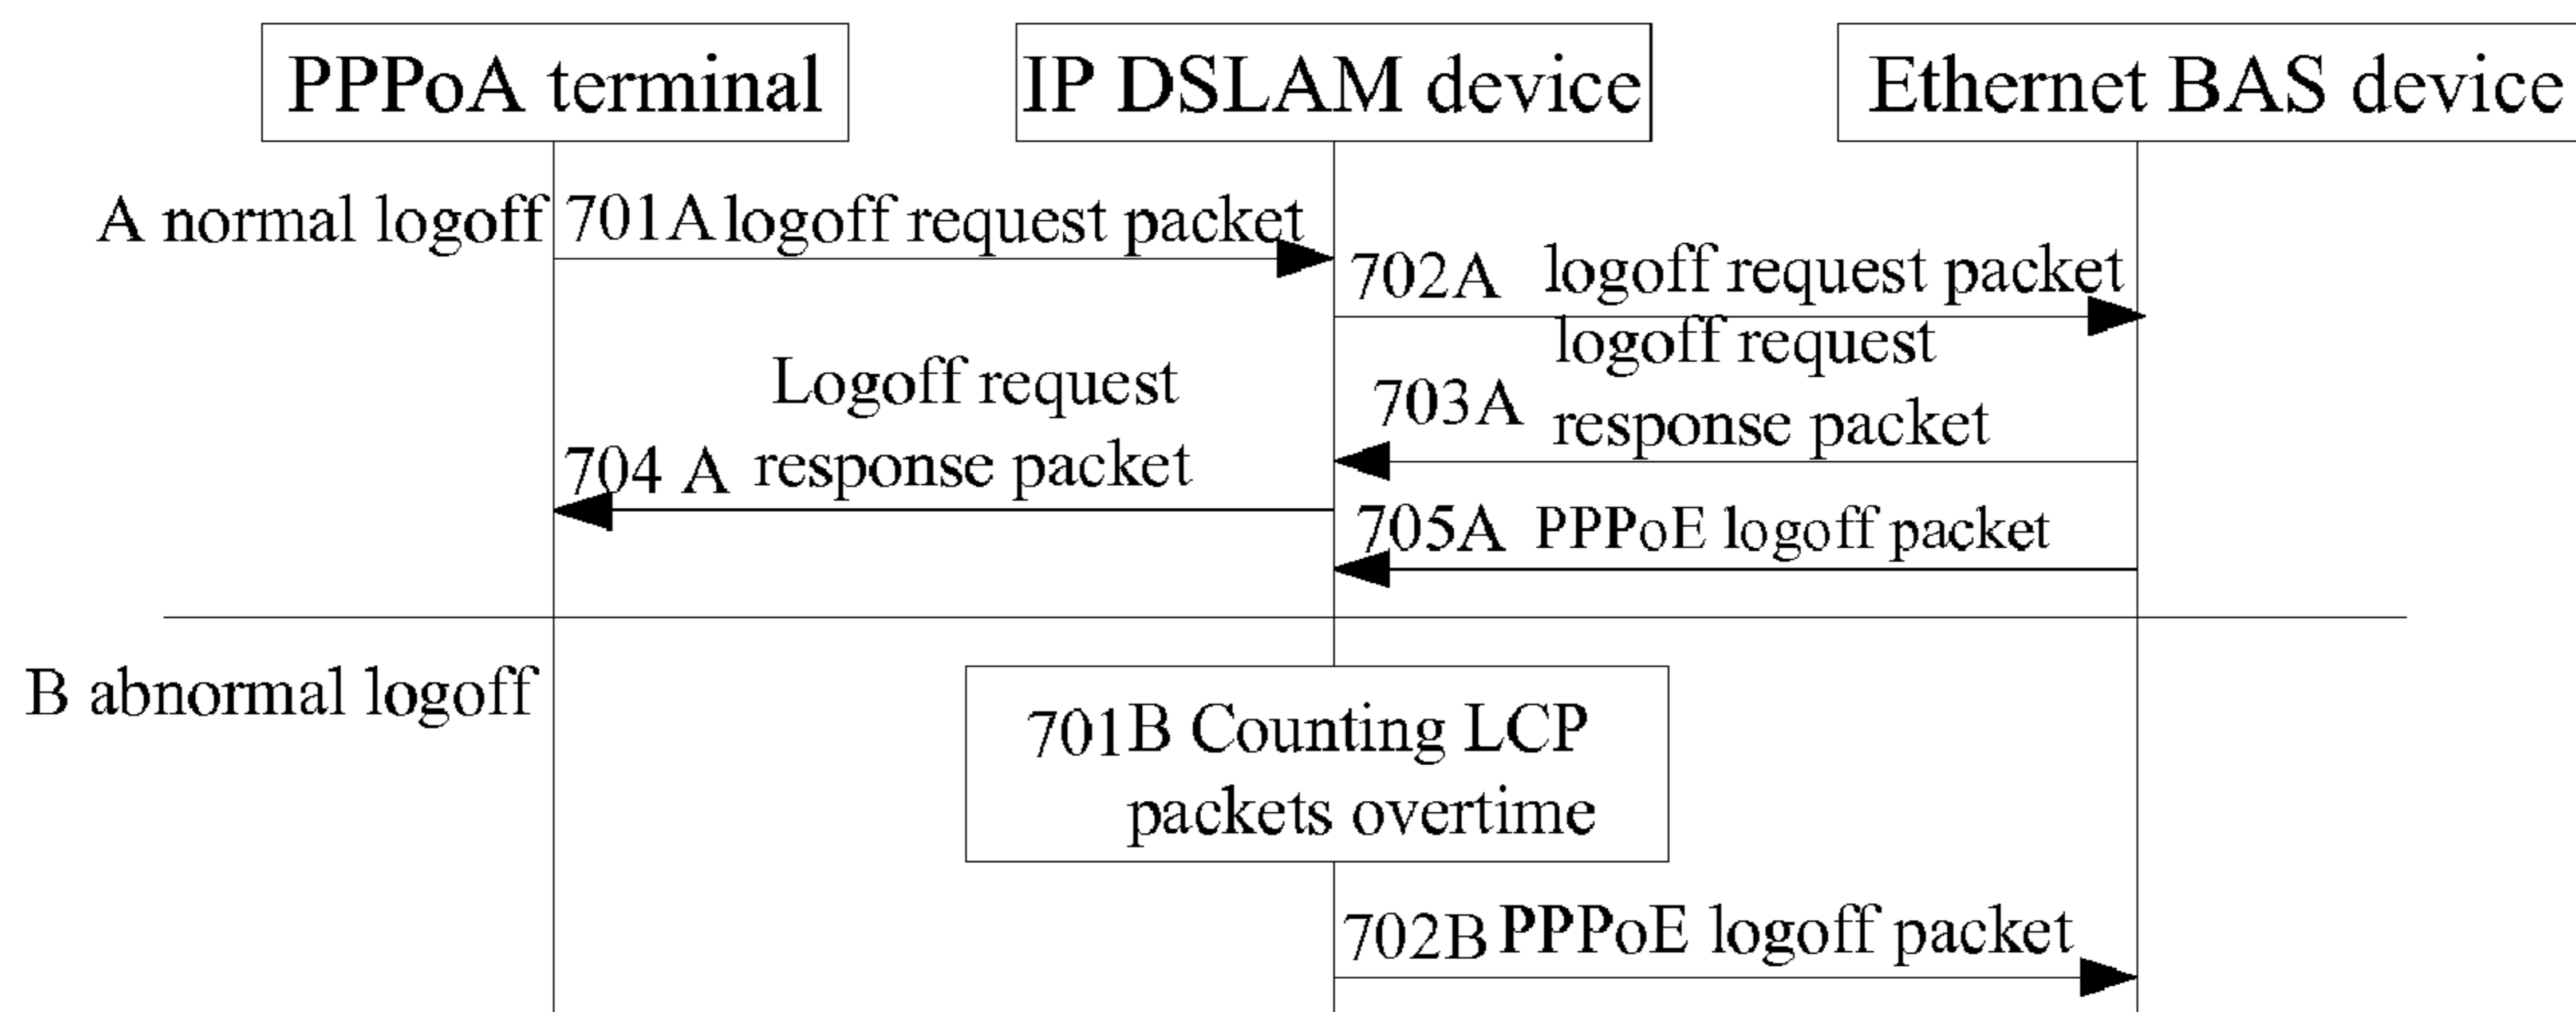 PPPoA terminal
IP DSLAM device
Ethernet BAS device
A normal logoff
701A logoff request packet
702A logoff request packet
logoff request
703A response packet
Logoff request
704 A response packet
705A PPPoE logoff packet
B abnormal logoff
701B Counting LCP
packets overtime
702B PPPoE logoff packet